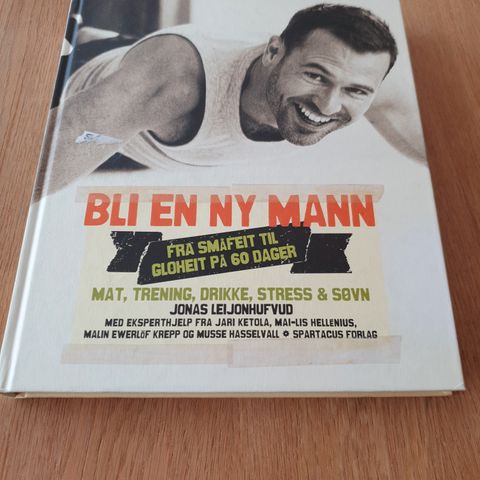 BLI EN NY MANN
FRA SMÅFEIT TIL
GLOHEIT PÅ 60 DAGER
MAT, TRENING, DRIKKE, STRESS & SØVN
JONAS LEIJONHUFVUD
MED EKSPERTHJELP FRA JARI KETOLA, MAI-LIS HELLENIUS,
MALIN EWERLÖF KREPP OG MUSSE HASSELVALL ✹ SPARTACUS FORLAG